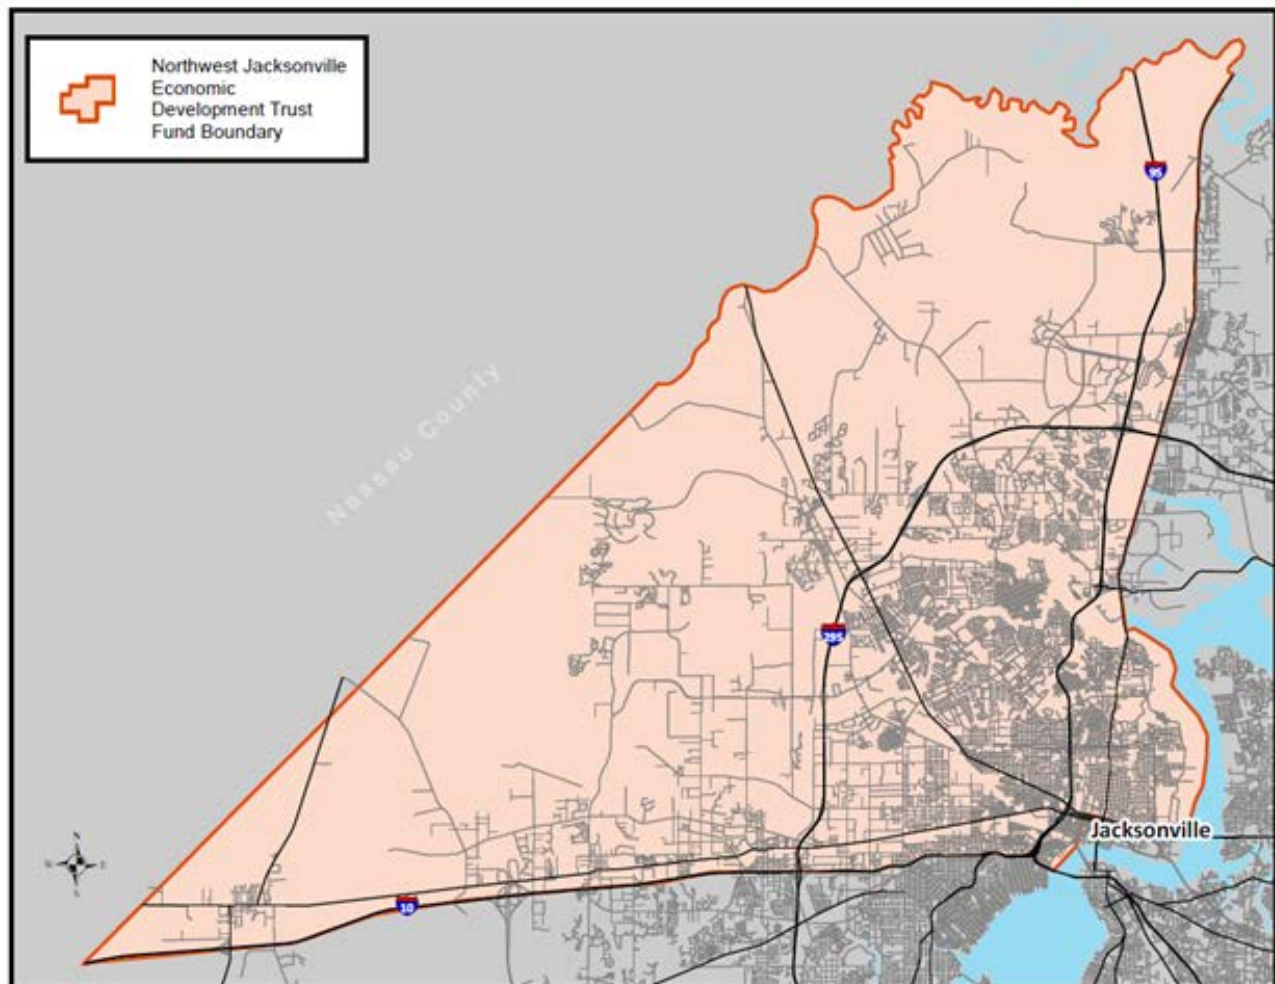 Northwest Jacksonville
Economic
Development Trust
Fund Boundary
95
Nassau County
295
Jacksonville
10